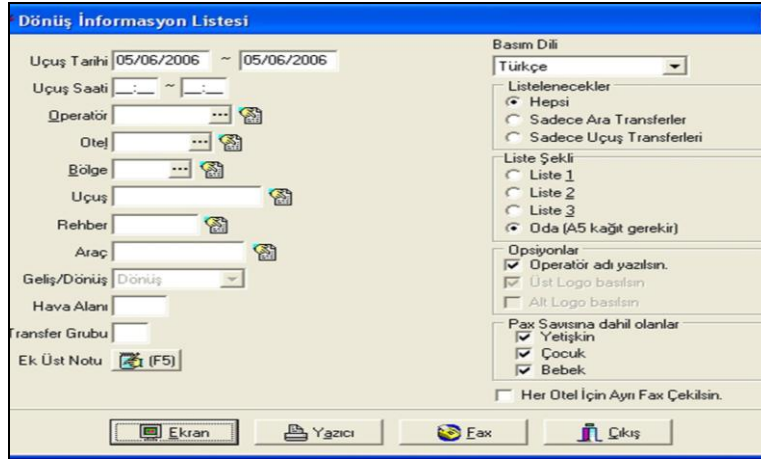 Dönüş İnformasyon Listesi
Uçuş Tarihi 05/06/2006 ~ 05/06/2006
Uçuş Saati __:__ ~ __:__
Operatör ...
Otel ...
Bölge ...
Uçuş
Rehber
Araç
Geliş/Dönüş Dönüş
Hava Alanı
Transfer Grubu
Ek Üst Notu (F5)
Basım Dili
Türkçe
Listelenecekler
Hepsi
Sadece Ara Transferler
Sadece Uçuş Transferleri
Liste Şekli
Liste 1
Liste 2
Liste 3
Oda (A5 kağıt gerekir)
Opsiyonlar
Operatör adı yazılsın.
Üst Logo basılsın
Alt Logo basılsın
Pax Sayısına dahil olanlar
Yetişkin
Çocuk
Bebek
Her Otel İçin Ayrı Fax Çekilsin.
Ekran Yazıcı Fax Çıkış